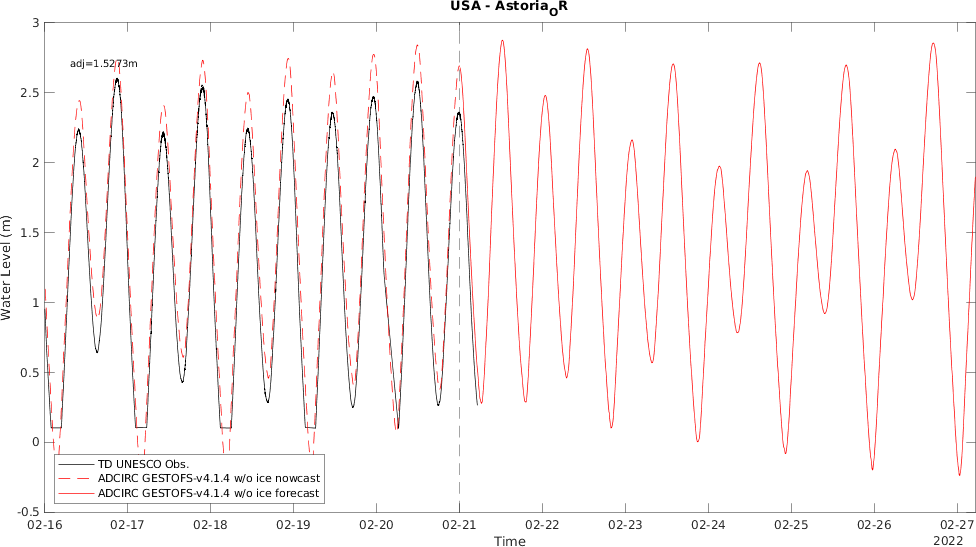 USA - AstoriaOR
adj=1.5273m
3
2.5
2
1.5
1
0.5
0
-0.5
Water Level (m)
TD UNESCO Obs.
ADCIRC GESTOFS-v4.1.4 w/o ice nowcast
ADCIRC GESTOFS-v4.1.4 w/o ice forecast
02-16 02-17 02-18 02-19 02-20 02-21 02-22 02-23 02-24 02-25 02-26 02-27
Time
2022